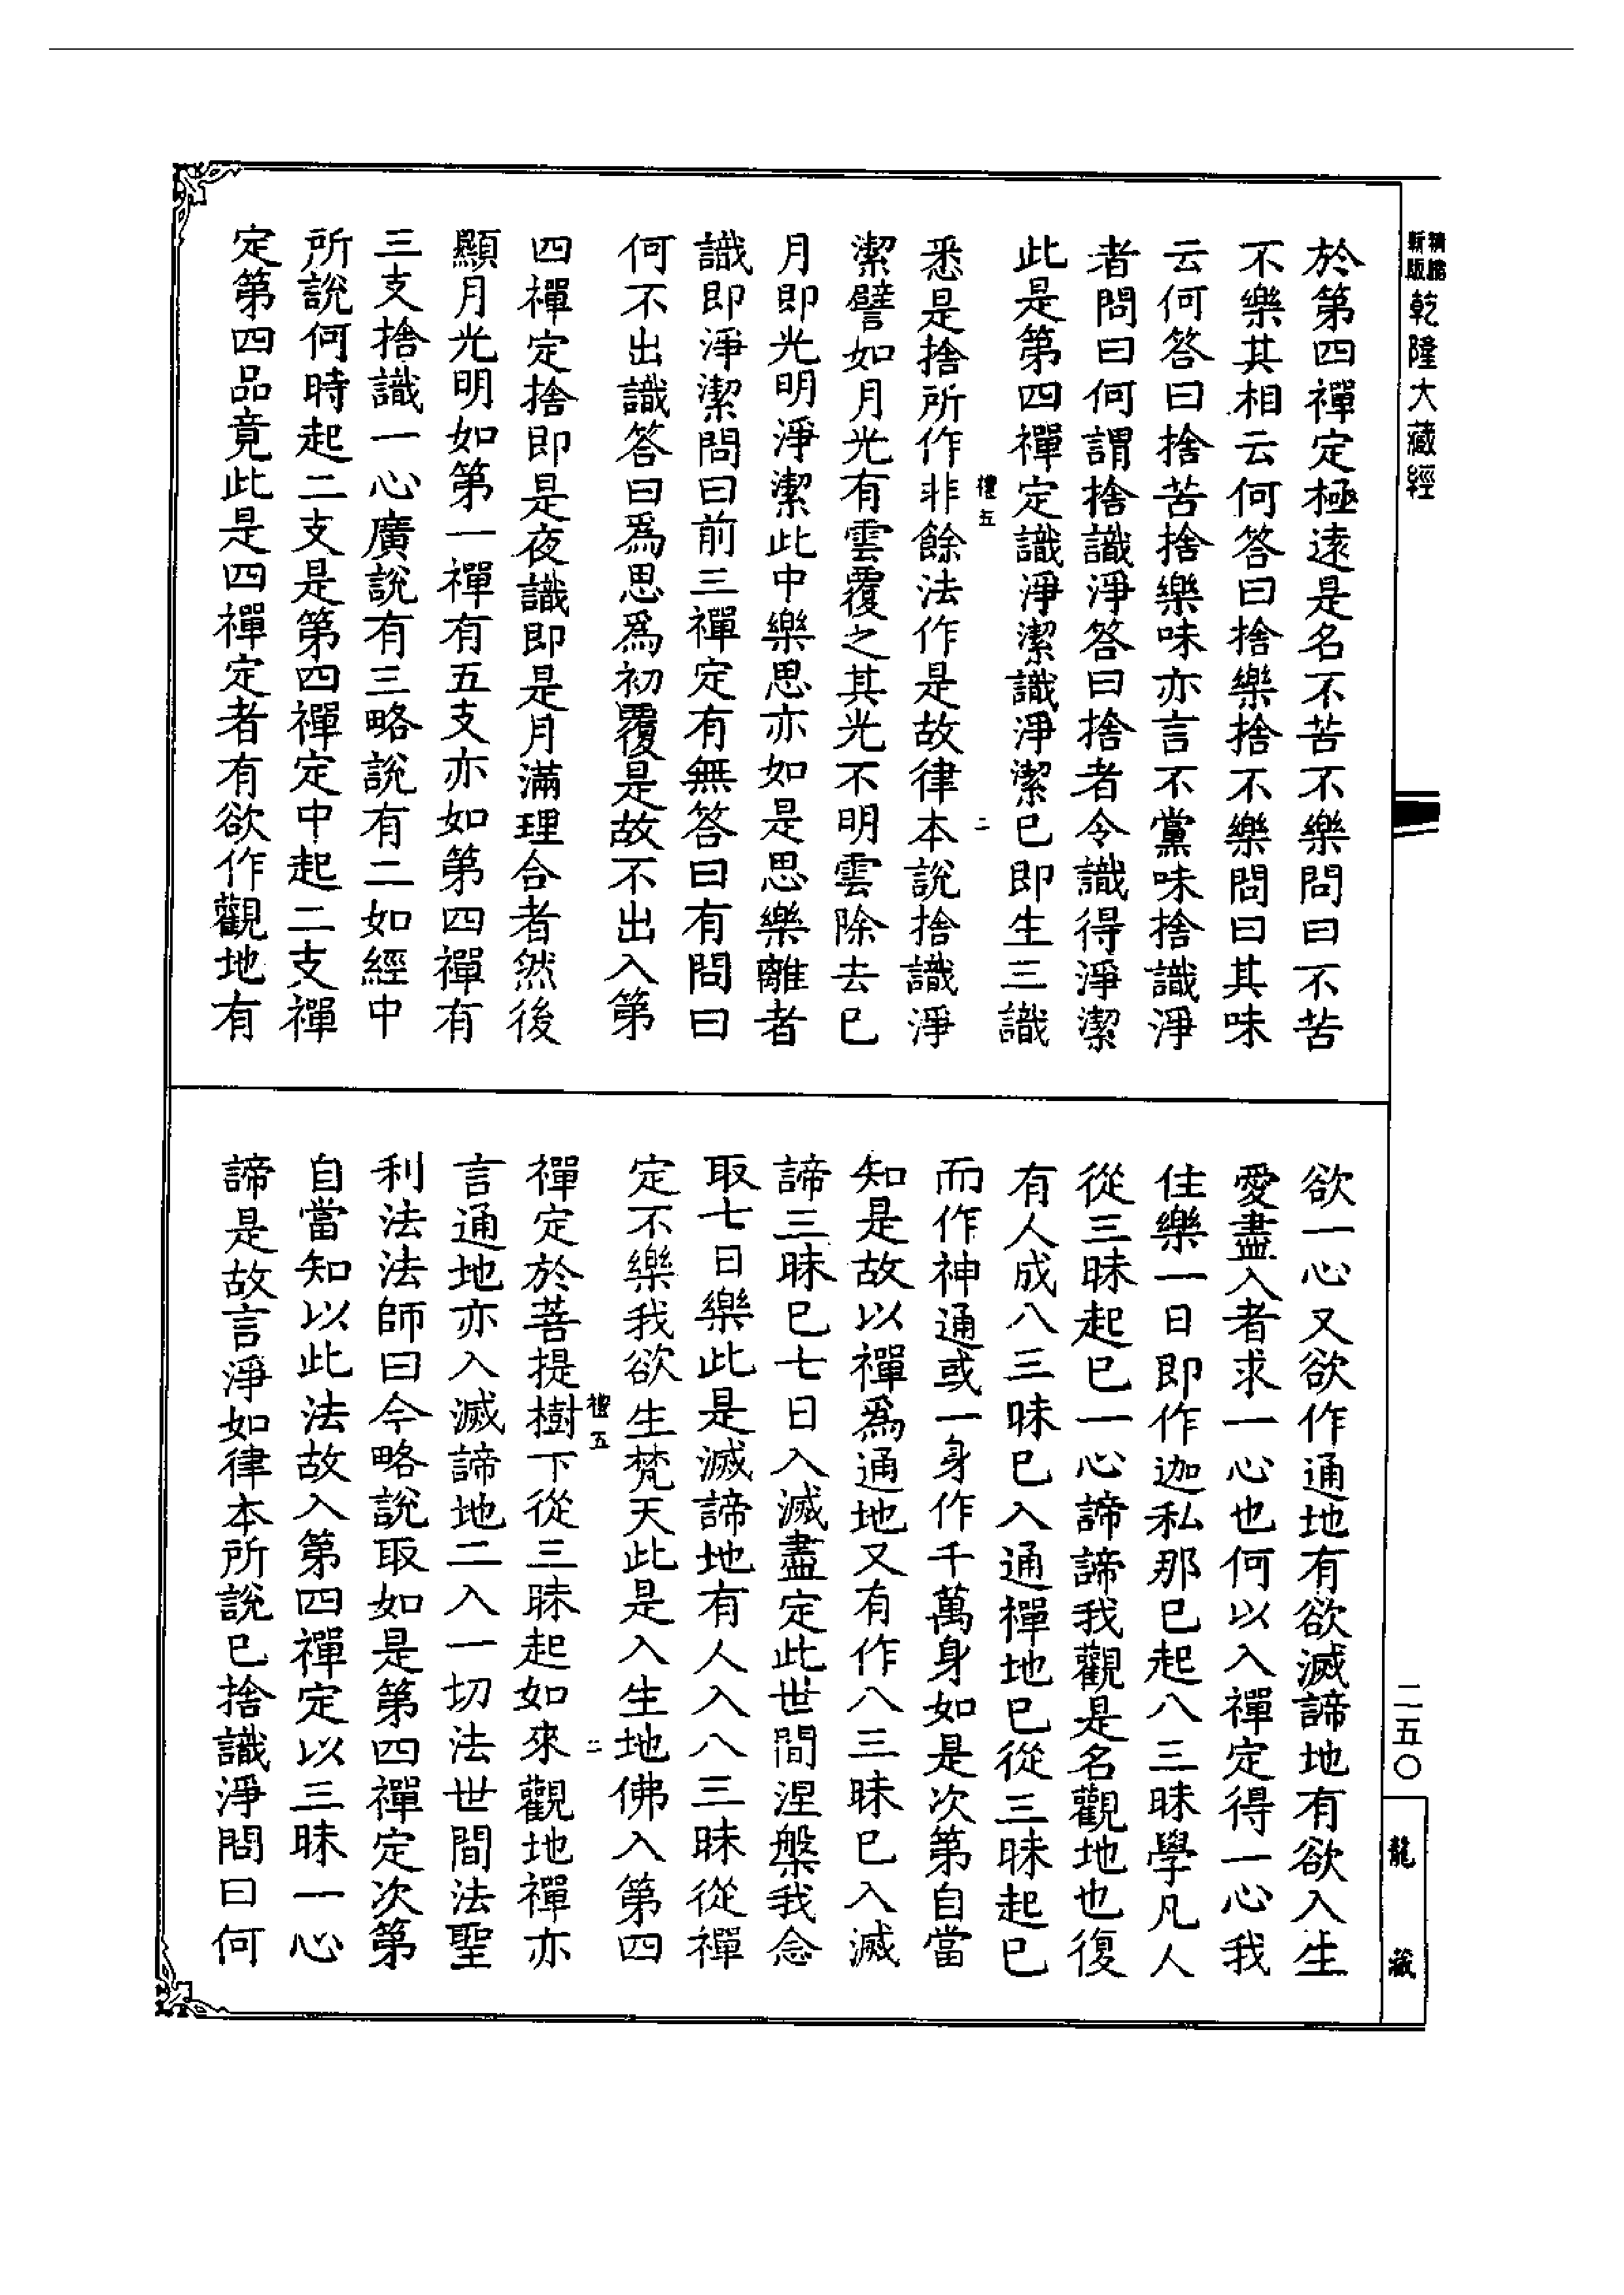 精繕新版乾隆大藏經
於第四禪定極遠是名不苦不樂問曰不苦
不樂其相云何答曰捨樂捨不樂問曰其味
云何答曰捨苦捨樂味亦言不黨味捨識淨
者問曰何謂捨識淨答曰捨者令識得淨潔
此是第四禪定識淨潔識淨潔已即生三識
禮五 二
悉是捨所作非餘法作是故律本說捨識淨
潔譬如月光有雲覆之其光不明雲除去已
月即光明淨潔此中樂思亦如是思樂離者
識即淨潔問曰前三禪定有無答曰有問曰
何不出識答曰為思為初覆是故不出入第
四禪定捨即是夜識即是月滿理合者然後
顯月光明如第一禪有五支亦如第四禪有
三支捨識一心廣說有三略說有二如經中
所說何時起二支是第四禪定中起二支禪
定第四品竟此是四禪定者有欲作觀地有
欲一心又欲作通地有欲滅諦地有欲入生
愛盡入者求一心也何以入禪定得一心我
住樂一日即作迦私那已起八三昧學凡人
從三昧起已一心諦諦我觀是名觀地也復
有人成八三昧已入通禪地已從三昧起已
而作神通或一身作千萬身如是次第自當
知是故以禪為通地又有作八三昧已入滅
諦三昧已七日入滅盡定此世間涅槃我念
取七日樂此是滅諦地有人入八三昧從禪
定不樂我欲生梵天此是入生地佛入第四
禮五 二
禪定於菩提樹下從三昧起如來觀地禪亦
言通地亦入滅諦地二入一切法世間法聖
利法法師曰今略說取如是第四禪定次第
自當知以此法故入第四禪定以三昧一心
諦是故言淨如律本所說已捨識淨問曰何
二五〇
龍藏